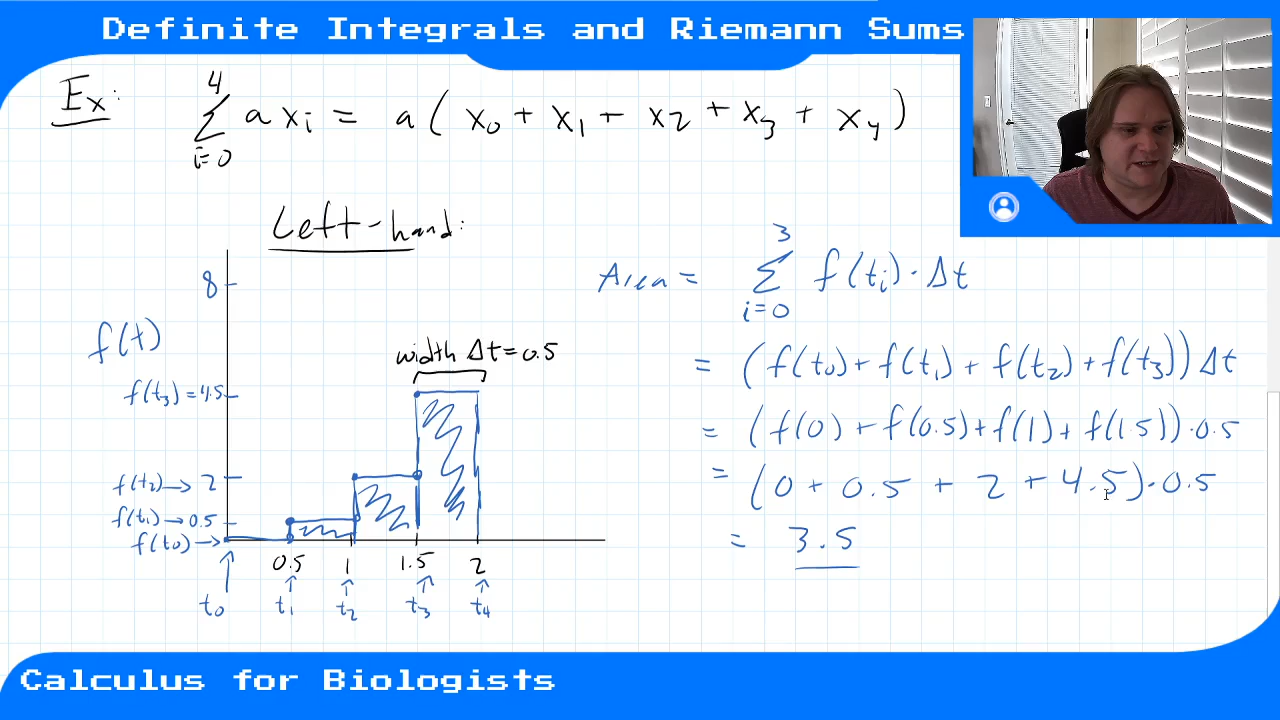 Definite Integrals and Riemann Sums
Ex: 4 ∑ i=0 a xi = a( x0 + x1 + x2 + x3 + x4 )
Left-hand:
8
f(t)
width Δt=0.5
f(t3) = 4.5
f(t2) → 2
f(t1) → 0.5
f(t0) →
0.5 1 1.5 2
t0 t1 t2 t3 t4
Area = 3 ∑ i=0 f(ti) · Δt
= (f(t0) + f(t1) + f(t2) + f(t3)) Δt
= (f(0) + f(0.5) + f(1) + f(1.5)) · 0.5
= (0 + 0.5 + 2 + 4.5) · 0.5
= 3.5
Calculus for Biologists